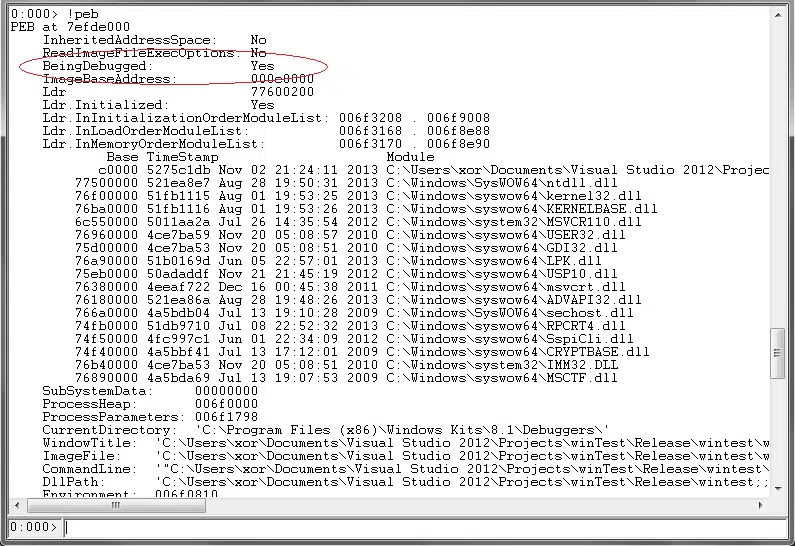 0:000> !peb
PEB at 7efde000
InheritedAddressSpace: No
ReadImageFileExecOptions: No
BeingDebugged: Yes
ImageBaseAddress: 000c0000
Ldr 77600200
Ldr.Initialized: Yes
Ldr.InInitializationOrderModuleList: 006f3208 . 006f9008
Ldr.InLoadOrderModuleList: 006f3168 . 006f8e88
Ldr.InMemoryOrderModuleList: 006f3170 . 006f8e90
Base TimeStamp Module
c0000 5275c1db Nov 02 21:24:11 2013 C:\Users\xor\Documents\Visual Studio 2012\Projec
77500000 521ea8e7 Aug 28 19:50:31 2013 C:\Windows\SysWOW64\ntdll.dll
76f00000 51fb1115 Aug 01 19:53:25 2013 C:\Windows\syswow64\kernel32.dll
76ba0000 51fb1116 Aug 01 19:53:26 2013 C:\Windows\syswow64\KERNELBASE.dll
6c550000 5011aa2a Jul 26 14:35:54 2012 C:\Windows\system32\MSVCR110.dll
76960000 4ce7ba59 Nov 20 05:08:57 2010 C:\Windows\syswow64\USER32.dll
75d00000 4ce7ba53 Nov 20 05:08:51 2010 C:\Windows\syswow64\GDI32.dll
76a90000 51b0169d Jun 05 22:57:01 2013 C:\Windows\syswow64\LPK.dll
75eb0000 50adaddf Nov 21 21:45:19 2012 C:\Windows\syswow64\USP10.dll
76380000 4eeaf722 Dec 16 00:45:38 2011 C:\Windows\syswow64\msvcrt.dll
76180000 521ea86a Aug 28 19:48:26 2013 C:\Windows\syswow64\ADVAPI32.dll
766a0000 4a5bdb04 Jul 13 19:10:28 2009 C:\Windows\SysWOW64\sechost.dll
74fb0000 51db9710 Jul 08 22:52:32 2013 C:\Windows\syswow64\RPCRT4.dll
74f50000 4fc997c1 Jun 01 22:34:09 2012 C:\Windows\syswow64\SspiCli.dll
74f40000 4a5bbf41 Jul 13 17:12:01 2009 C:\Windows\syswow64\CRYPTBASE.dll
76b40000 4ce7ba53 Nov 20 05:08:51 2010 C:\Windows\system32\IMM32.DLL
76890000 4a5bda69 Jul 13 19:07:53 2009 C:\Windows\syswow64\MSCTF.dll
SubSystemData: 00000000
ProcessHeap: 006f0000
ProcessParameters: 006f1798
CurrentDirectory: 'C:\Program Files (x86)\Windows Kits\8.1\Debuggers\'
WindowTitle: 'C:\Users\xor\Documents\Visual Studio 2012\Projects\winTest\Release\wintest\w
ImageFile: 'C:\Users\xor\Documents\Visual Studio 2012\Projects\winTest\Release\wintest\wi
CommandLine: '"C:\Users\xor\Documents\Visual Studio 2012\Projects\winTest\Release\wintest\
DllPath: 'C:\Users\xor\Documents\Visual Studio 2012\Projects\winTest\Release\wintest;;
Environment: 006f0810
0:000>